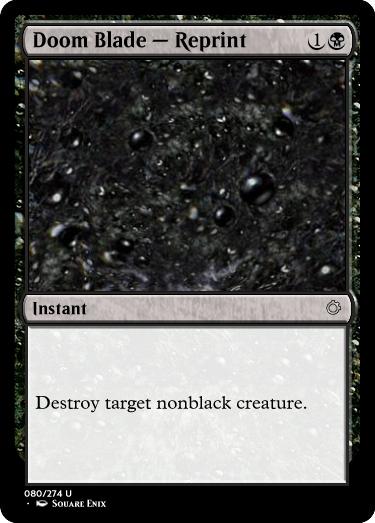 Doom Blade — Reprint 1
Instant
Destroy target nonblack creature.
080/274 U
· Square Enix